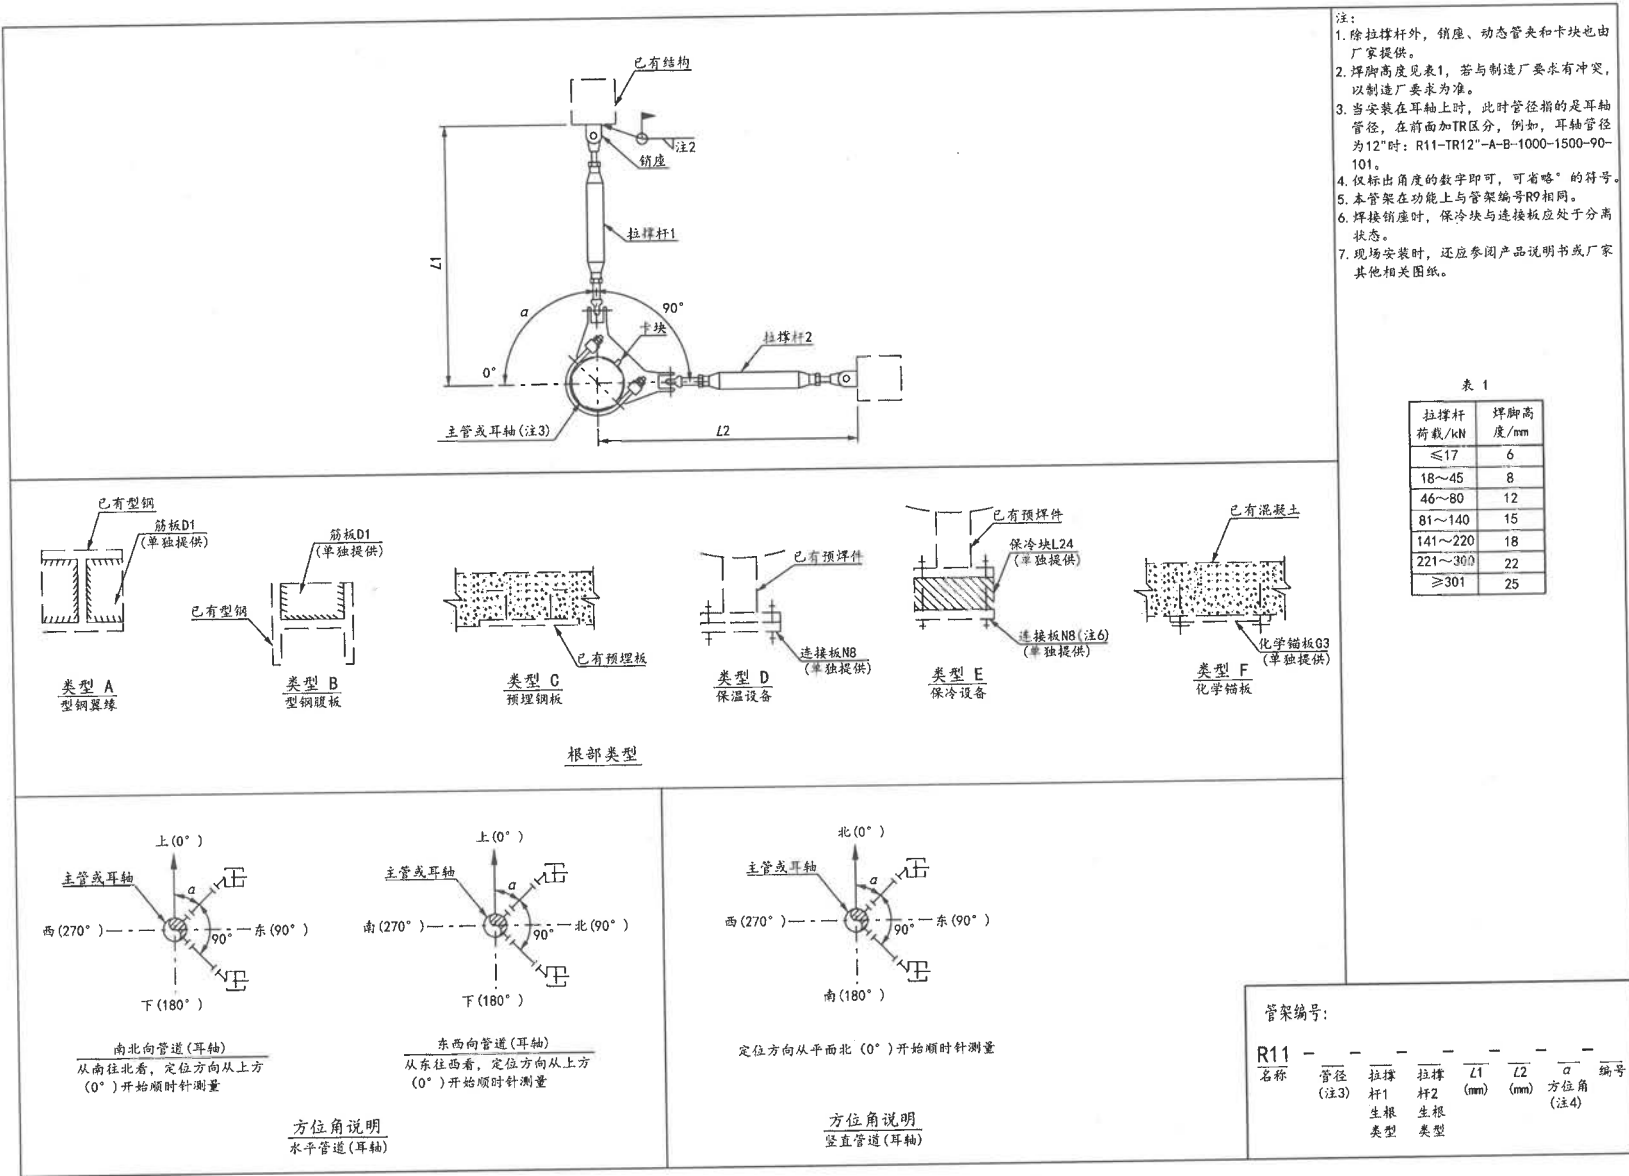 已有结构
注2
销座
拉撑杆1
L1
a
90°
卡块
0°
拉撑杆2
主管或耳轴(注3)
L2
注:
1. 除拉撑杆外，销座、动态管夹和卡块也由
厂家提供。
2. 焊脚高度见表1，若与制造厂要求有冲突，
以制造厂要求为准。
3. 当安装在耳轴上时，此时管径指的是耳轴
管径，在前面加TR区分，例如，耳轴管径
为12"时：R11-TR12"-A-B-1000-1500-90-
101。
4. 仅标出角度的数字即可，可省略°的符号。
5. 本管架在功能上与管架编号R9相同。
6. 焊接销座时，保冷块与连接板应处于分离
状态。
7. 现场安装时，还应参阅产品说明书或厂家
其他相关图纸。
表 1
拉撑杆 焊脚高
荷载/kN 度/mm
≤17 6
18～45 8
46～80 12
81～140 15
141～220 18
221～300 22
≥301 25
已有型钢
筋板D1
(单独提供)
类型 A
型钢翼缘
筋板D1
(单独提供)
已有型钢
类型 B
型钢腹板
已有预埋板
类型 C
预埋钢板
已有预焊件
连接板N8
(单独提供)
类型 D
保温设备
已有预焊件
保冷块L24
(单独提供)
连接板N8(注6)
(单独提供)
类型 E
保冷设备
已有混凝土
化学锚板G3
(单独提供)
类型 F
化学锚板
根部类型
上(0°)
主管或耳轴
a
西(270°)
90°
东(90°)
下(180°)
南北向管道(耳轴)
从南往北看，定位方向从上方
(0°)开始顺时针测量
上(0°)
主管或耳轴
a
南(270°)
90°
北(90°)
下(180°)
东西向管道(耳轴)
从东往西看，定位方向从上方
(0°)开始顺时针测量
方位角说明
水平管道(耳轴)
北(0°)
主管或耳轴
a
西(270°)
90°
东(90°)
南(180°)
定位方向从平面北(0°)开始顺时针测量
方位角说明
竖直管道(耳轴)
管架编号:
R11 - - - - - - -
名称 管径 拉撑 拉撑 L1 L2 a 编号
(注3) 杆1 杆2 (mm) (mm) 方位角
生根 生根 (注4)
类型 类型